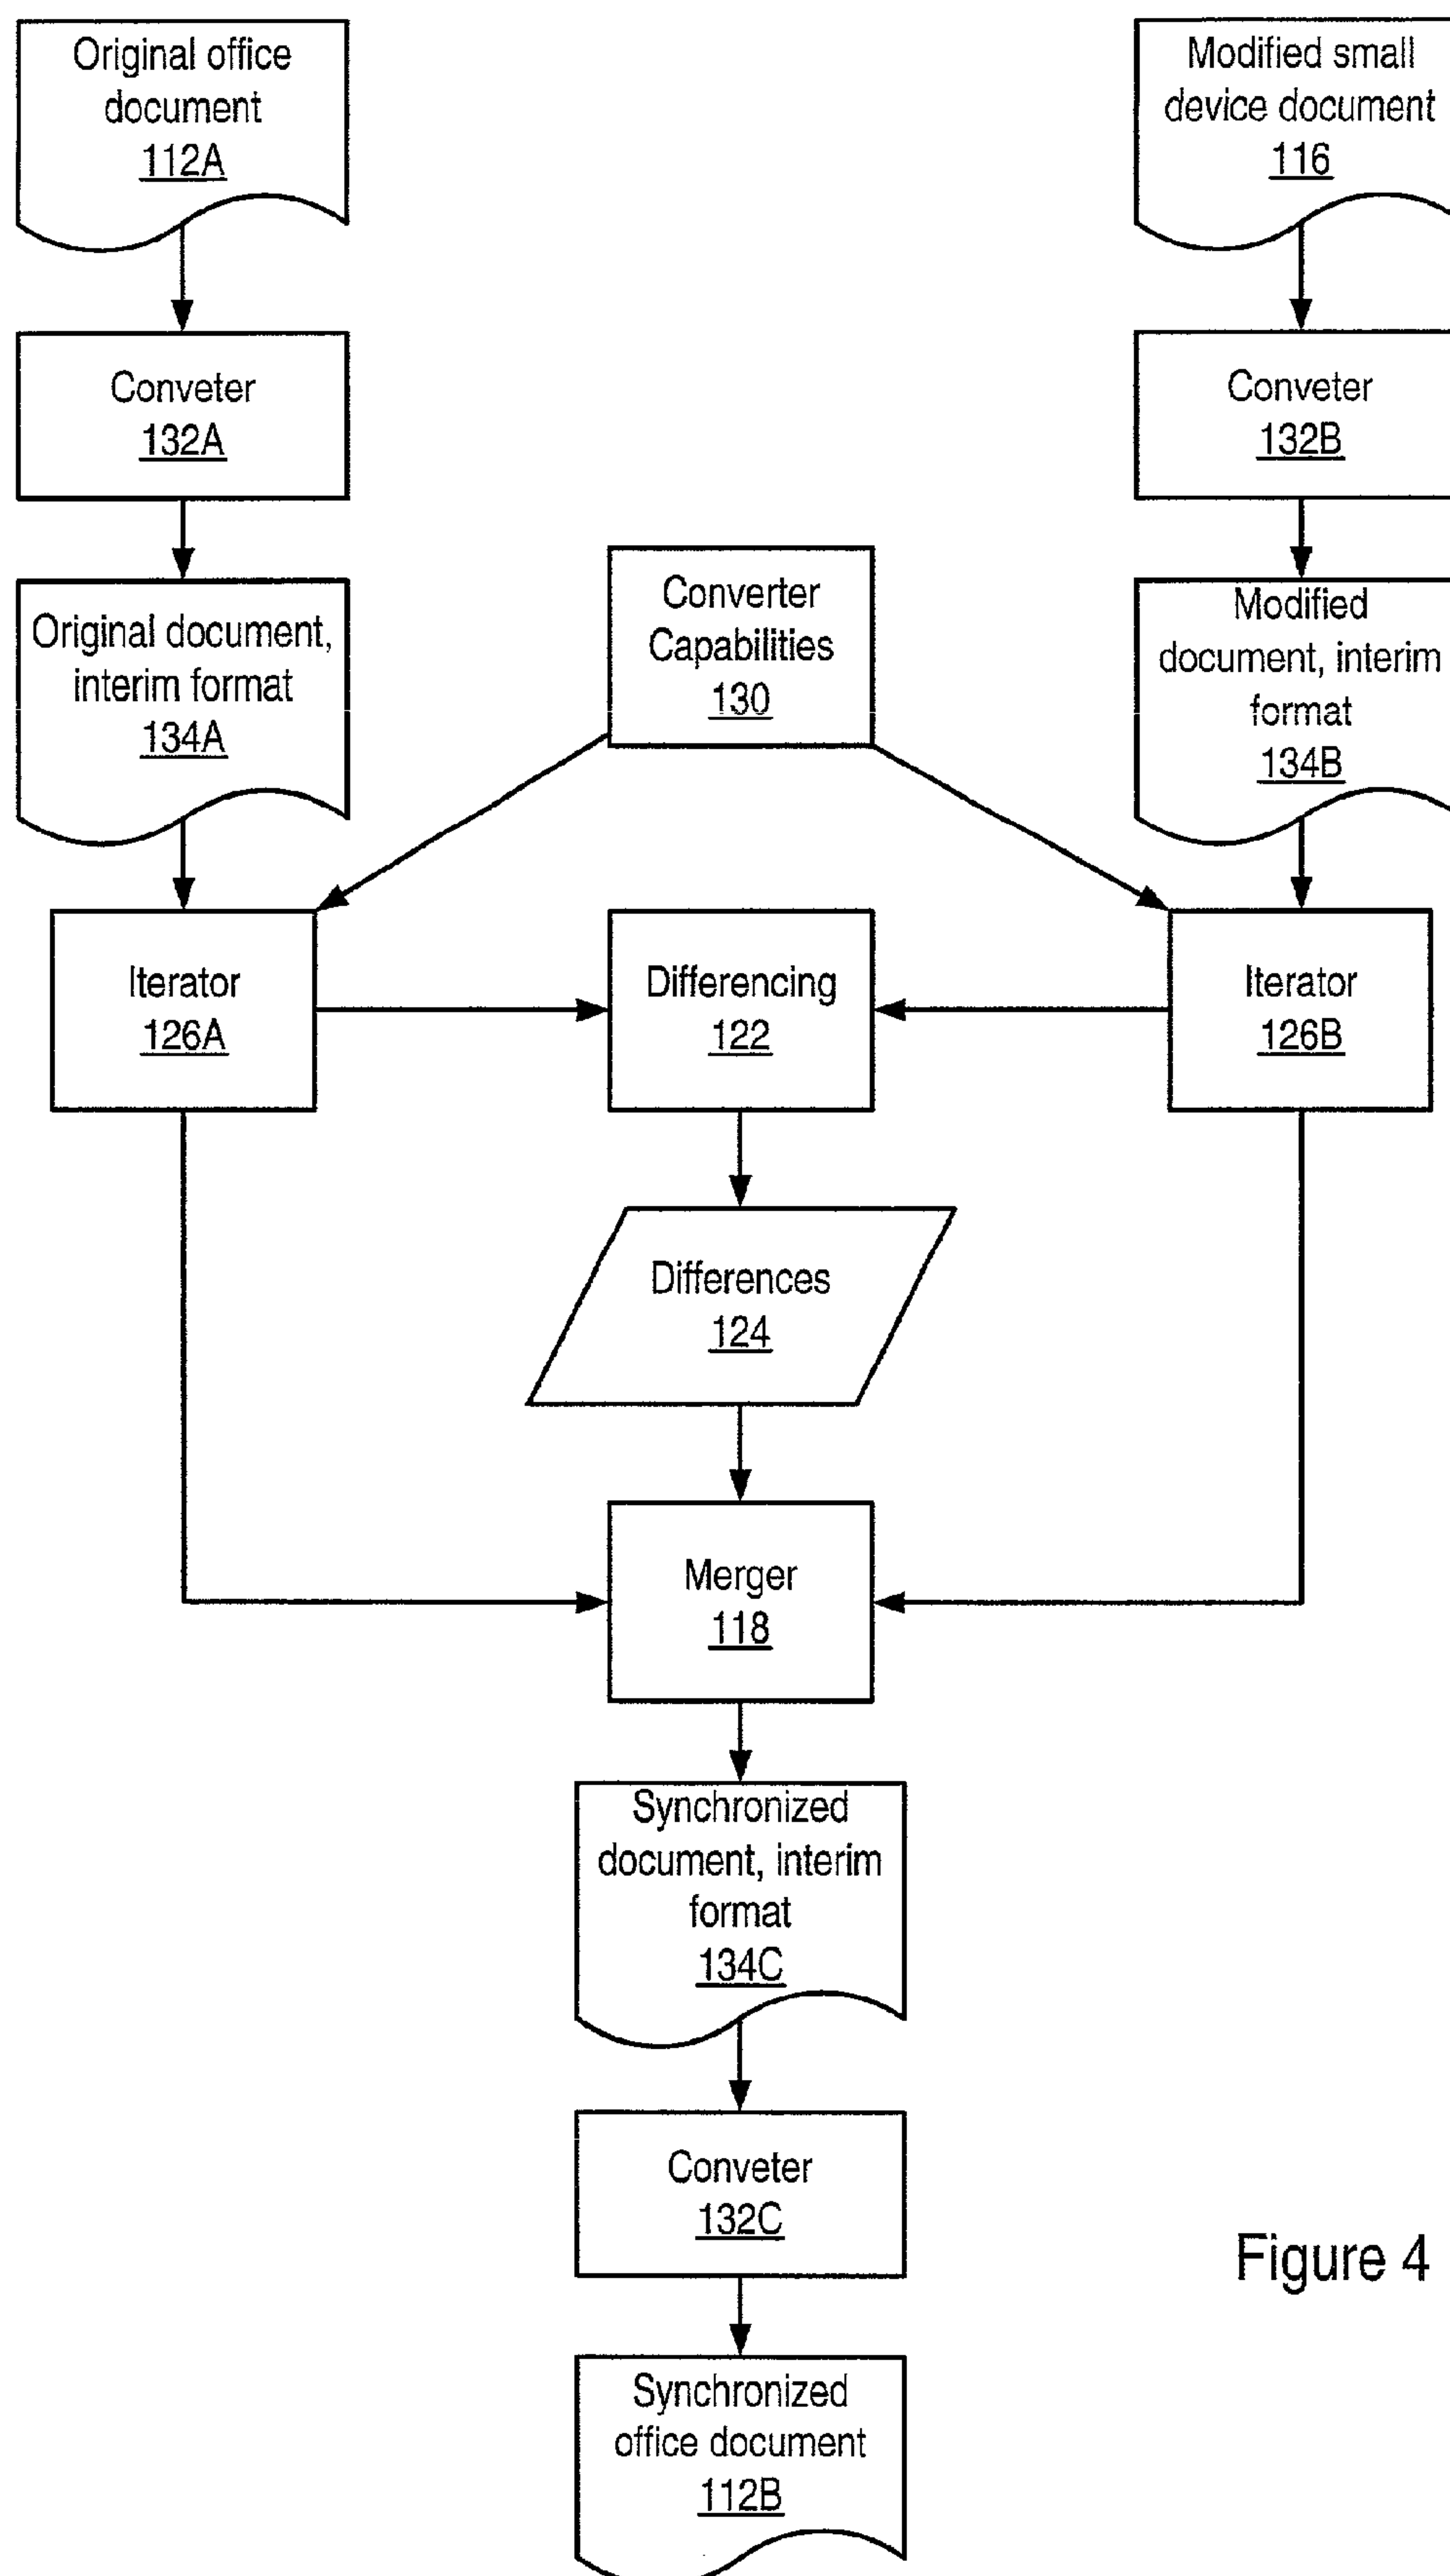 Original office
document
112A
Modified small
device document
116
Conveter
132A
Conveter
132B
Original document,
interim format
134A
Converter
Capabilities
130
Modified
document, interim
format
134B
Iterator
126A
Differencing
122
Iterator
126B
Differences
124
Merger
118
Synchronized
document, interim
format
134C
Conveter
132C
Figure 4
Synchronized
office document
112B